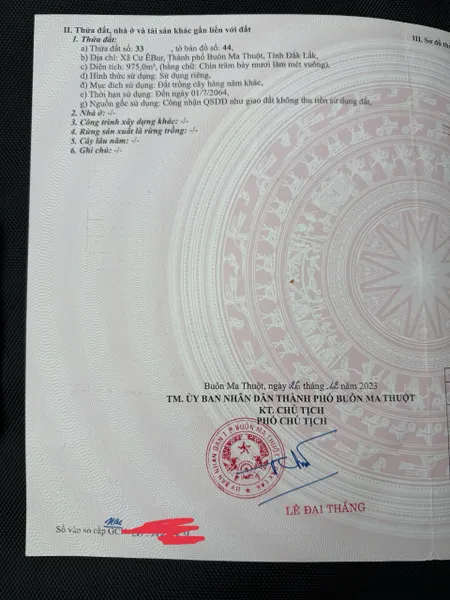 II. Thửa đất, nhà ở và tài sản khác gắn liền với đất
III. Sơ đồ th
1. Thửa đất:
a) Thửa đất số: 33 , tờ bản đồ số: 44,
b) Địa chỉ: Xã Cư ÊBur, Thành phố Buôn Ma Thuột, Tỉnh Đắk Lắk,
c) Diện tích: 975,0m², (bằng chữ: Chín trăm bảy mươi lăm mét vuông),
d) Hình thức sử dụng: Sử dụng riêng,
đ) Mục đích sử dụng: Đất trồng cây hàng năm khác,
e) Thời hạn sử dụng: Đến ngày 01/7/2064,
g) Nguồn gốc sử dụng: Công nhận QSDĐ như giao đất không thu tiền sử dụng đất,
2. Nhà ở: -/-
3. Công trình xây dựng khác: -/-
4. Rừng sản xuất là rừng trồng: -/-
5. Cây lâu năm: -/-
6. Ghi chú: -/-
Buôn Ma Thuột, ngày tháng năm 2023
TM. ỦY BAN NHÂN DÂN THÀNH PHỐ BUÔN MA THUỘT
KT. CHỦ TỊCH
PHÓ CHỦ TỊCH
LÊ ĐẠI THẮNG
Số vào sổ cấp GC